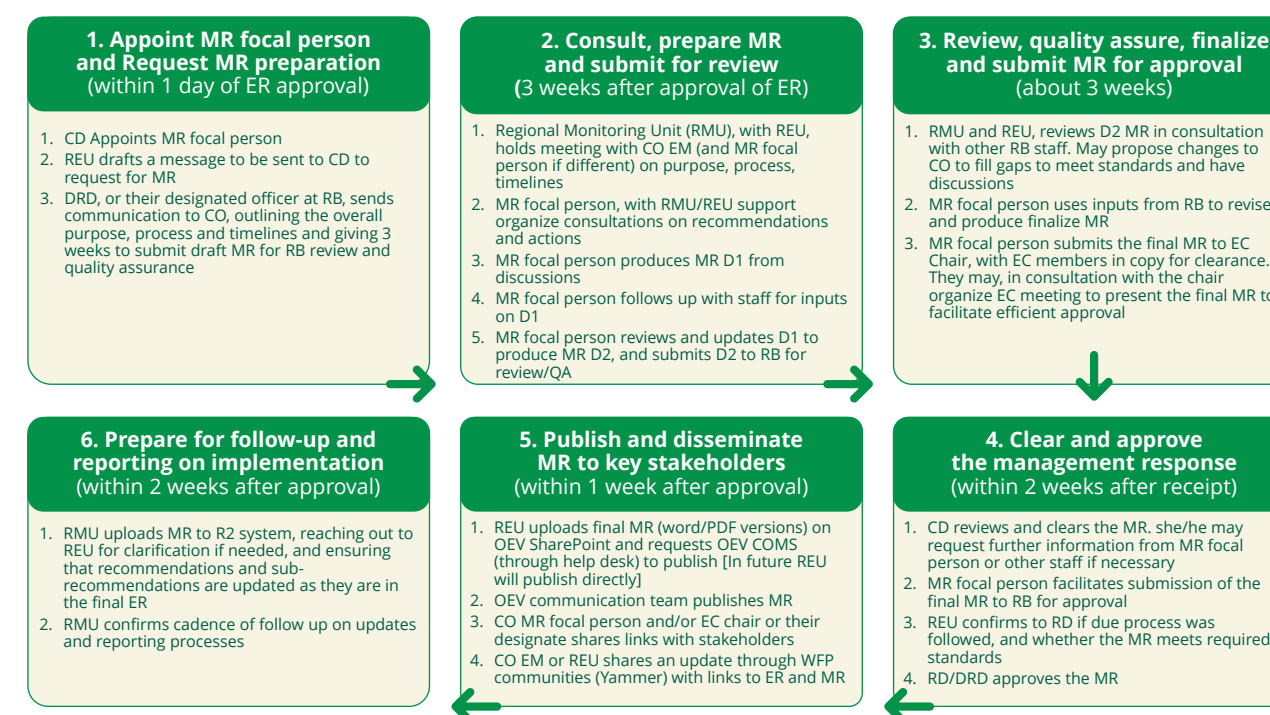 1. Appoint MR focal person
and Request MR preparation
(within 1 day of ER approval)
1. CD Appoints MR focal person
2. REU drafts a message to be sent to CD to
request for MR
3. DRD, or their designated officer at RB, sends
communication to CO, outlining the overall
purpose, process and timelines and giving 3
weeks to submit draft MR for RB review and
quality assurance
2. Consult, prepare MR
and submit for review
(3 weeks after approval of ER)
1. Regional Monitoring Unit (RMU), with REU,
holds meeting with CO EM (and MR focal
person if different) on purpose, process,
timelines
2. MR focal person, with RMU/REU support
organize consultations on recommendations
and actions
3. MR focal person produces MR D1 from
discussions
4. MR focal person follows up with staff for inputs
on D1
5. MR focal person reviews and updates D1 to
produce MR D2, and submits D2 to RB for
review/QA
3. Review, quality assure, finalize
and submit MR for approval
(about 3 weeks)
1. RMU and REU, reviews D2 MR in consultation
with other RB staff. May propose changes to
CO to fill gaps to meet standards and have
discussions
2. MR focal person uses inputs from RB to revise
and produce finalize MR
3. MR focal person submits the final MR to EC
Chair, with EC members in copy for clearance.
They may, in consultation with the chair
organize EC meeting to present the final MR to
facilitate efficient approval
6. Prepare for follow-up and
reporting on implementation
(within 2 weeks after approval)
1. RMU uploads MR to R2 system, reaching out to
REU for clarification if needed, and ensuring
that recommendations and sub-
recommendations are updated as they are in
the final ER
2. RMU confirms cadence of follow up on updates
and reporting processes
5. Publish and disseminate
MR to key stakeholders
(within 1 week after approval)
1. REU uploads final MR (word/PDF versions) on
OEV SharePoint and requests OEV COMS
(through help desk) to publish [In future REU
will publish directly]
2. OEV communication team publishes MR
3. CO MR focal person and/or EC chair or their
designate shares links with stakeholders
4. CO EM or REU shares an update through WFP
communities (Yammer) with links to ER and MR
4. Clear and approve
the management response
(within 2 weeks after receipt)
1. CD reviews and clears the MR. she/he may
request further information from MR focal
person or other staff if necessary
2. MR focal person facilitates submission of the
final MR to RB for approval
3. REU confirms to RD if due process was
followed, and whether the MR meets required
standards
4. RD/DRD approves the MR